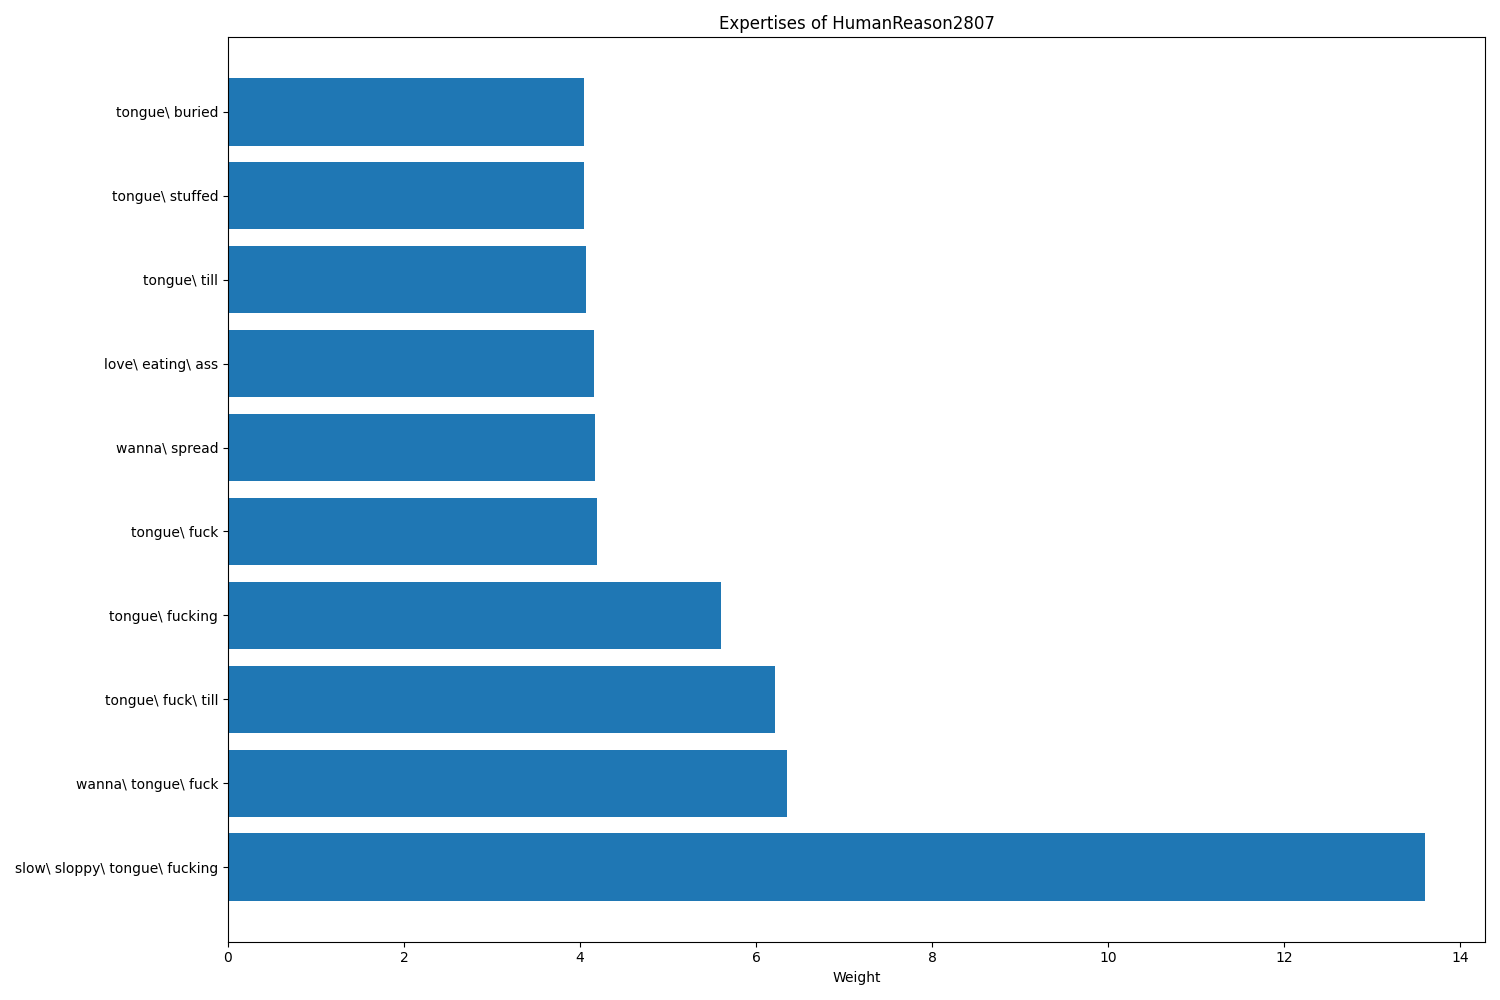 Expertises of HumanReason2807
tongue\ buried
tongue\ stuffed
tongue\ till
love\ eating\ ass
wanna\ spread
tongue\ fuck
tongue\ fucking
tongue\ fuck\ till
wanna\ tongue\ fuck
slow\ sloppy\ tongue\ fucking
0 2 4 6 8 10 12 14
Weight